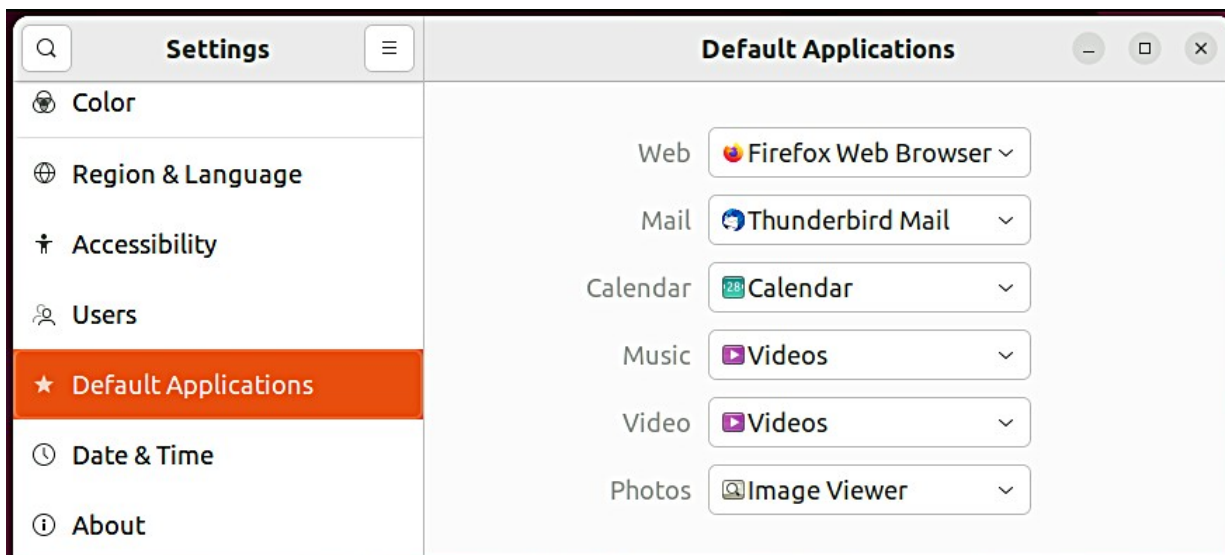 Settings
Default Applications
Color
Region & Language
Accessibility
Users
Default Applications
Date & Time
About
Web Firefox Web Browser
Mail Thunderbird Mail
Calendar 28 Calendar
Music Videos
Video Videos
Photos Image Viewer